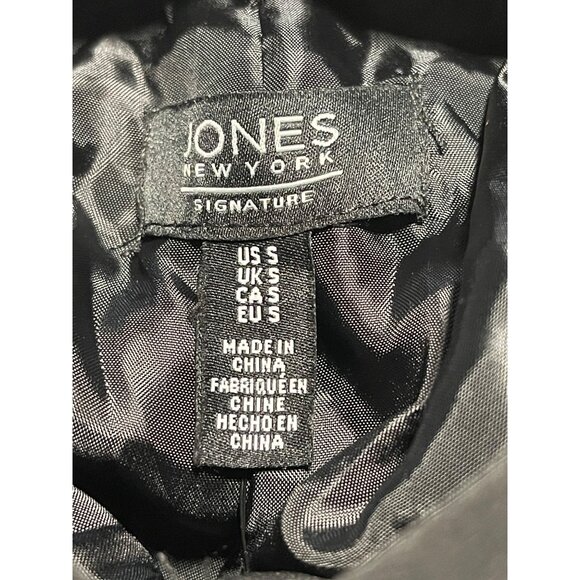 JONES
NEW YORK
SIGNATURE
US S
UK S
CA S
EU S
MADE IN
CHINA
FABRIQUÉ EN
CHINE
HECHO EN
CHINA